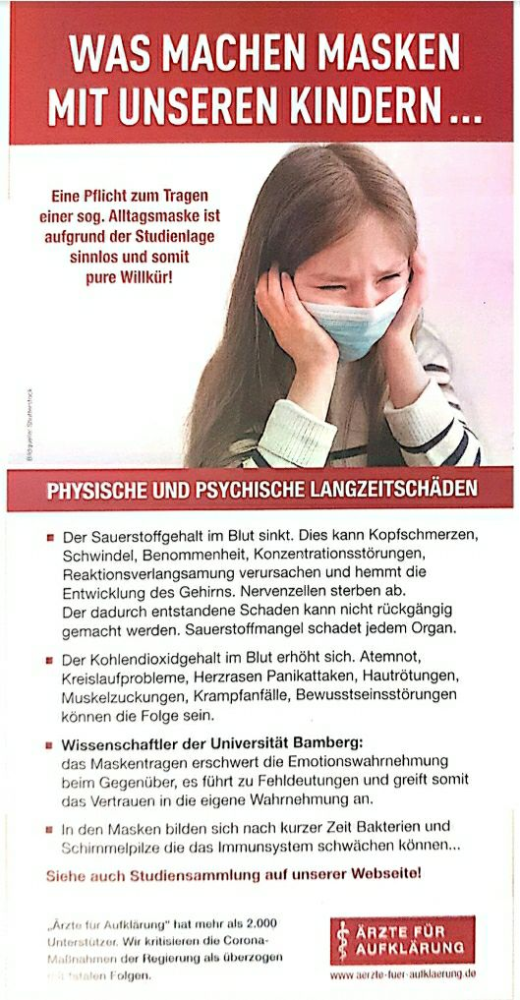 WAS MACHEN MASKEN
MIT UNSEREN KINDERN ...
Eine Pflicht zum Tragen
einer sog. Alltagsmaske ist
aufgrund der Studienlage
sinnlos und somit
pure Willkür!
Bildquelle: Shutterstock
PHYSISCHE UND PSYCHISCHE LANGZEITSCHÄDEN
Der Sauerstoffgehalt im Blut sinkt. Dies kann Kopfschmerzen,
Schwindel, Benommenheit, Konzentrationsstörungen,
Reaktionsverlangsamung verursachen und hemmt die
Entwicklung des Gehirns. Nervenzellen sterben ab.
Der dadurch entstandene Schaden kann nicht rückgängig
gemacht werden. Sauerstoffmangel schadet jedem Organ.
Der Kohlendioxidgehalt im Blut erhöht sich. Atemnot,
Kreislaufprobleme, Herzrasen Panikattaken, Hautrötungen,
Muskelzuckungen, Krampfanfälle, Bewusstseinsstörungen
können die Folge sein.
Wissenschaftler der Universität Bamberg:
das Maskentragen erschwert die Emotionswahrnehmung
beim Gegenüber, es führt zu Fehldeutungen und greift somit
das Vertrauen in die eigene Wahrnehmung an.
In den Masken bilden sich nach kurzer Zeit Bakterien und
Schimmelpilze die das Immunsystem schwächen können...
Siehe auch Studiensammlung auf unserer Webseite!
„Ärzte für Aufklärung“ hat mehr als 2.000
Unterstützer. Wir kritisieren die Corona-
Maßnahmen der Regierung als überzogen
mit fatalen Folgen.
ÄRZTE FÜR
AUFKLÄRUNG
www.aerzte-fuer-aufklaerung.de